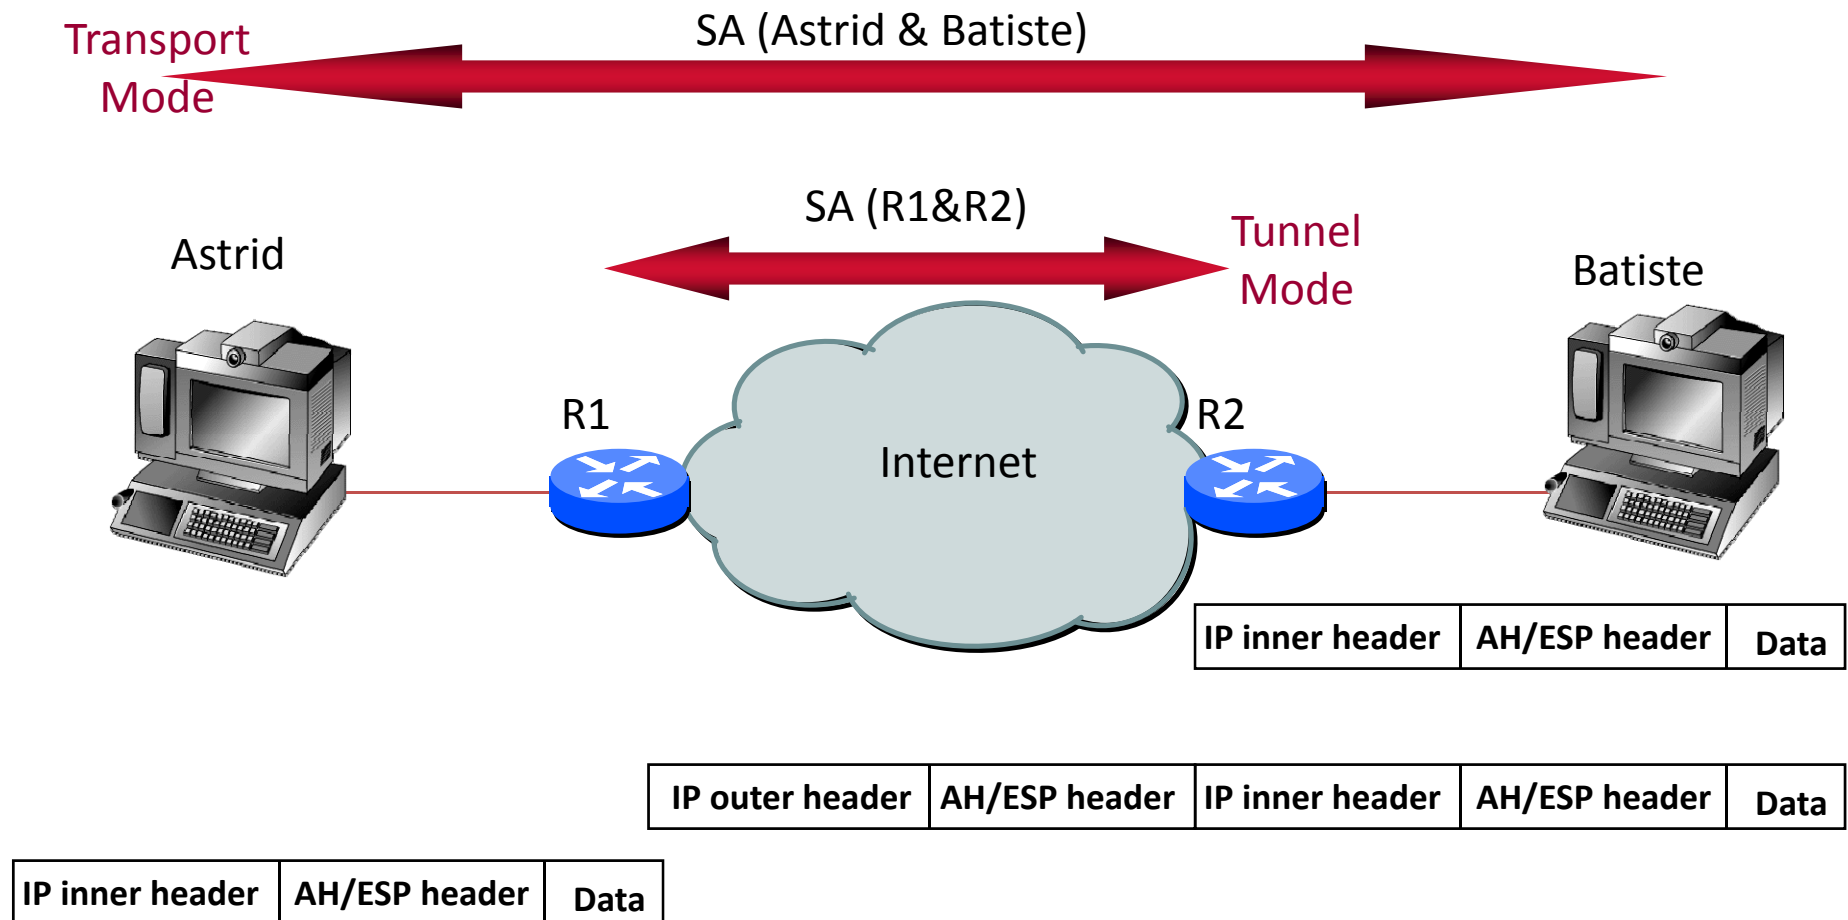 SA (Astrid & Batiste)
Transport
Mode
SA (R1&R2)
Tunnel
Mode
Astrid
Batiste
R1
R2
Internet
IP inner header AH/ESP header Data
IP outer header AH/ESP header IP inner header AH/ESP header Data
IP inner header AH/ESP header Data